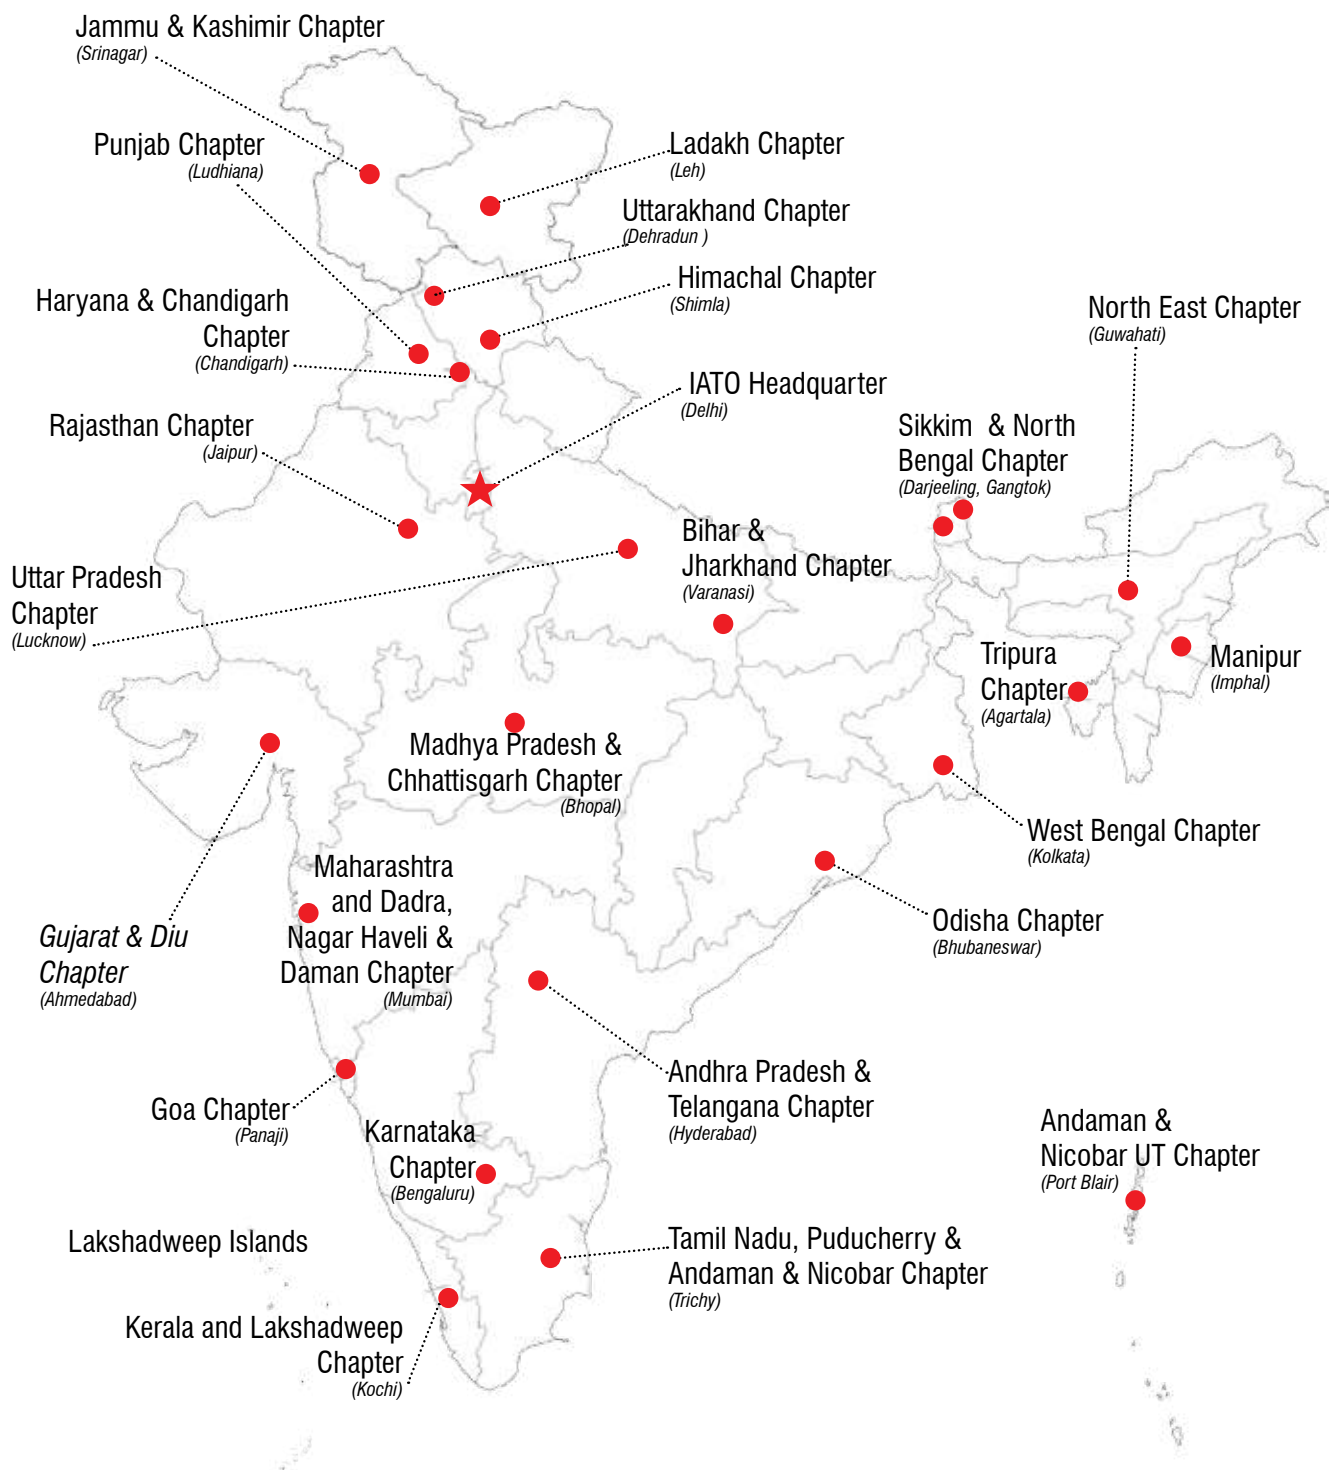 Jammu & Kashimir Chapter
(Srinagar)
Punjab Chapter
(Ludhiana)
Ladakh Chapter
(Leh)
Uttarakhand Chapter
(Dehradun )
Himachal Chapter
(Shimla)
Haryana & Chandigarh
Chapter
(Chandigarh)
North East Chapter
(Guwahati)
IATO Headquarter
(Delhi)
Rajasthan Chapter
(Jaipur)
Sikkim & North
Bengal Chapter
(Darjeeling, Gangtok)
Bihar &
Jharkhand Chapter
(Varanasi)
Uttar Pradesh
Chapter
(Lucknow)
Tripura
Chapter
(Agartala)
Manipur
(Imphal)
Madhya Pradesh &
Chhattisgarh Chapter
(Bhopal)
West Bengal Chapter
(Kolkata)
Maharashtra
and Dadra,
Nagar Haveli &
Daman Chapter
(Mumbai)
Gujarat & Diu
Chapter
(Ahmedabad)
Odisha Chapter
(Bhubaneswar)
Andhra Pradesh &
Telangana Chapter
(Hyderabad)
Goa Chapter
(Panaji)
Karnataka
Chapter
(Bengaluru)
Andaman &
Nicobar UT Chapter
(Port Blair)
Lakshadweep Islands
Tamil Nadu, Puducherry &
Andaman & Nicobar Chapter
(Trichy)
Kerala and Lakshadweep
Chapter
(Kochi)